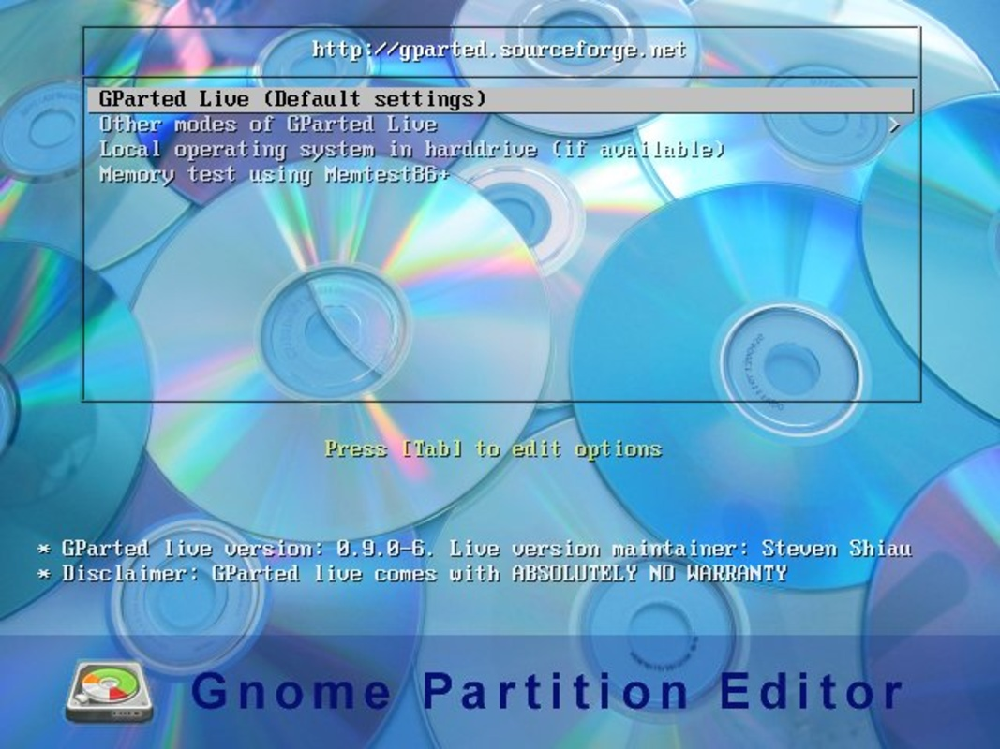 http://gparted.sourceforge.net
GParted Live (Default settings)
Other modes of GParted Live >
Local operating system in harddrive (if available)
Memory test using Memtest86+
Press [Tab] to edit options
* GParted live version: 0.9.0-6. Live version maintainer: Steven Shiau
* Disclaimer: GParted live comes with ABSOLUTELY NO WARRANTY
Gnome Partition Editor